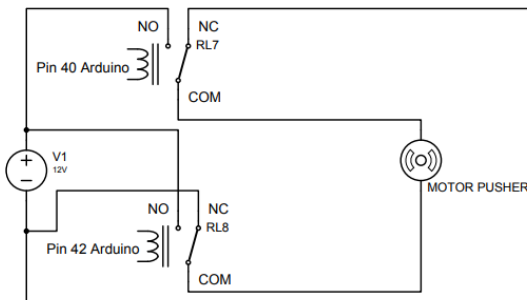 NO NC
RL7
Pin 40 Arduino
COM
+
V1
12V
−
MOTOR PUSHER
NO NC
RL8
Pin 42 Arduino
COM